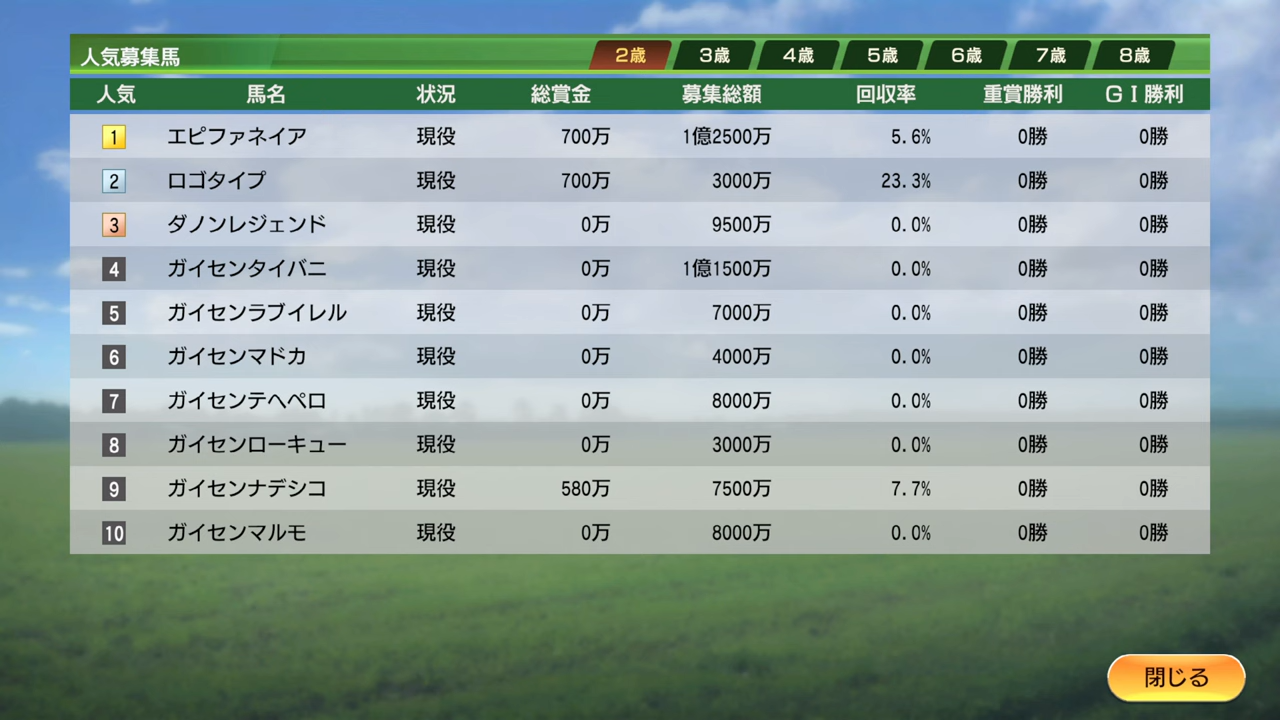 人気募集馬 2歳 3歳 4歳 5歳 6歳 7歳 8歳
人気 馬名 状況 総賞金 募集総額 回収率 重賞勝利 GⅠ勝利
1 エピファネイア 現役 700万 1億2500万 5.6% 0勝 0勝
2 ロゴタイプ 現役 700万 3000万 23.3% 0勝 0勝
3 ダノンレジェンド 現役 0万 9500万 0.0% 0勝 0勝
4 ガイセンタイバニ 現役 0万 1億1500万 0.0% 0勝 0勝
5 ガイセンラブイレル 現役 0万 7000万 0.0% 0勝 0勝
6 ガイセンマドカ 現役 0万 4000万 0.0% 0勝 0勝
7 ガイセンテヘペロ 現役 0万 8000万 0.0% 0勝 0勝
8 ガイセンローキュー 現役 0万 3000万 0.0% 0勝 0勝
9 ガイセンナデシコ 現役 580万 7500万 7.7% 0勝 0勝
10 ガイセンマルモ 現役 0万 8000万 0.0% 0勝 0勝
閉じる